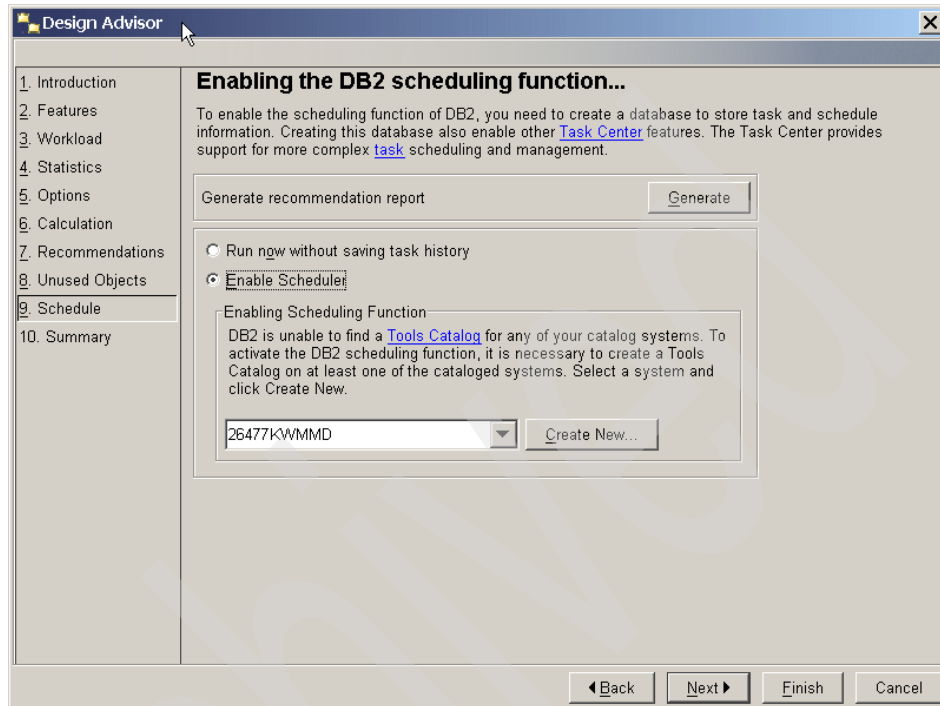 Design Advisor
1. Introduction
2. Features
3. Workload
4. Statistics
5. Options
6. Calculation
7. Recommendations
8. Unused Objects
9. Schedule
10. Summary
Enabling the DB2 scheduling function...
To enable the scheduling function of DB2, you need to create a database to store task and schedule
information. Creating this database also enable other Task Center features. The Task Center provides
support for more complex task scheduling and management.
Generate recommendation report
Generate
Run now without saving task history
Enable Scheduler
Enabling Scheduling Function
DB2 is unable to find a Tools Catalog for any of your catalog systems. To
activate the DB2 scheduling function, it is necessary to create a Tools
Catalog on at least one of the cataloged systems. Select a system and
click Create New.
26477KWMMD
Create New...
Back
Next
Finish
Cancel